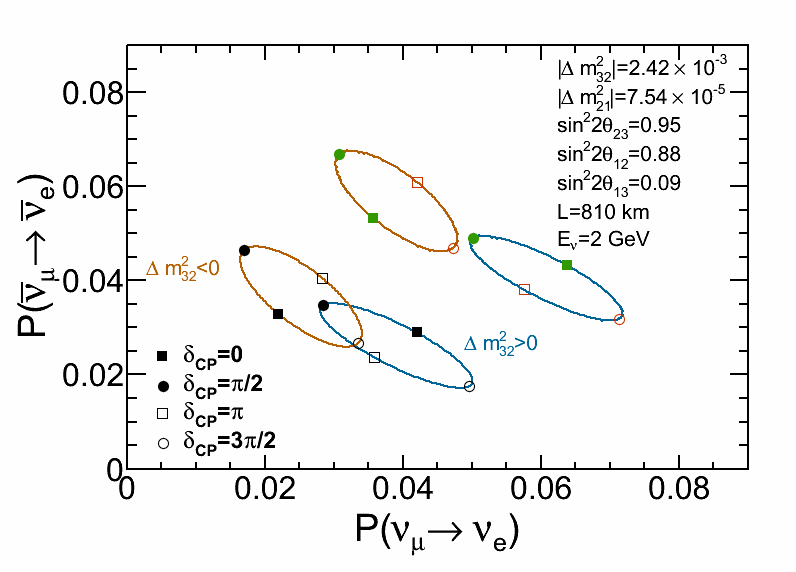 |Δ m²₃₂|=2.42 × 10⁻³
|Δ m²₂₁|=7.54 × 10⁻⁵
sin²2θ₂₃=0.95
sin²2θ₁₂=0.88
sin²2θ₁₃=0.09
L=810 km
Eᵥ=2 GeV
Δ m²₃₂<0
Δ m²₃₂>0
δCP=0
δCP=π/2
δCP=π
δCP=3π/2
0.08
0.06
0.04
0.02
0
0
0.02
0.04
0.06
0.08
P(ν̅μ→ ν̅e)
P(νμ→ νe)